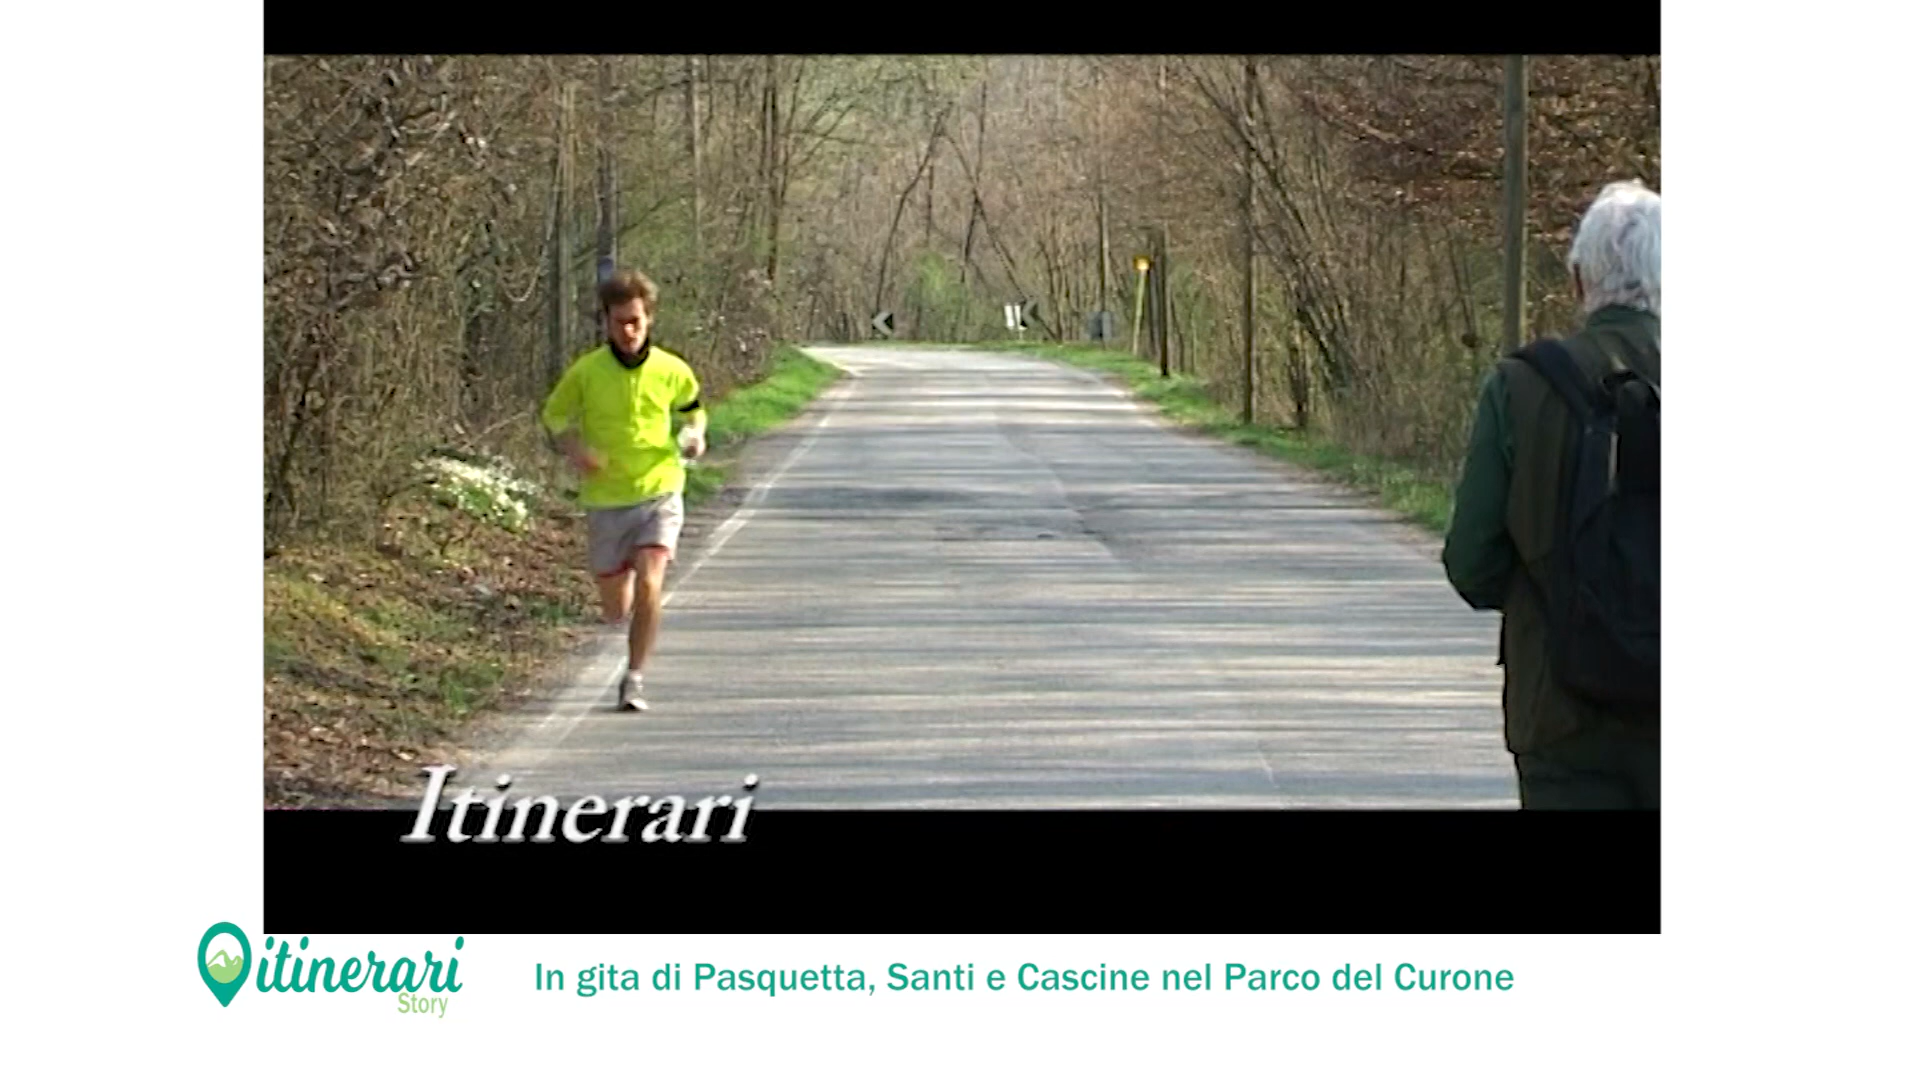 Itinerari
itinerari
Story
In gita di Pasquetta, Santi e Cascine nel Parco del Curone